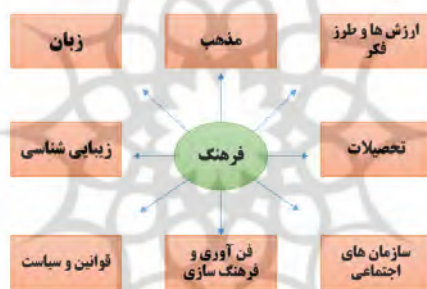 ارزش ها و طرز
فکر
مذهب
زبان
تحصیلات
فرهنگ
زیبایی شناسی
سازمان های
اجتماعی
فن آوری و
فرهنگ سازی
قوانین و سیاست